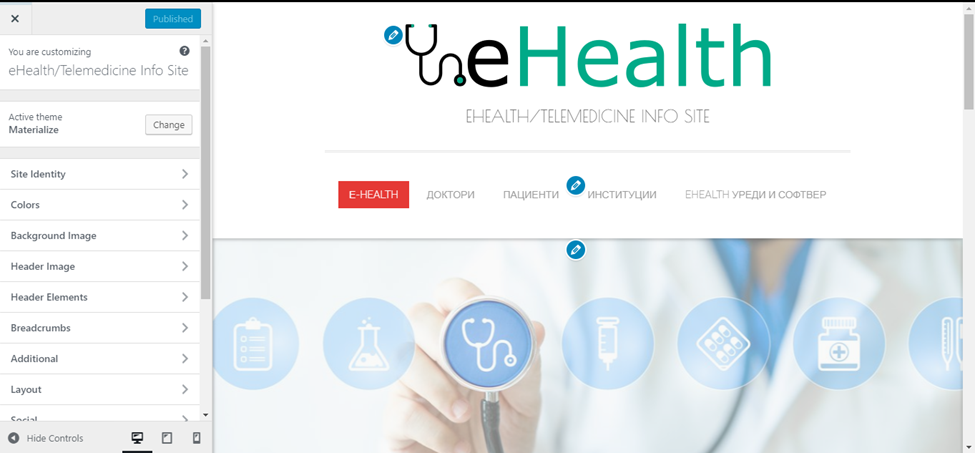 Published
You are customizing
eHealth/Telemedicine Info Site
Active theme
Materialize
Change
Site Identity
Colors
Background Image
Header Image
Header Elements
Breadcrumbs
Additional
Layout
Social
Hide Controls
eHealth
EHEALTH/TELEMEDICINE INFO SITE
E-HEALTH ДОКТОРИ ПАЦИЕНТИ ИНСТИТУЦИИ EHEALTH УРЕДИ И СОФТВЕР